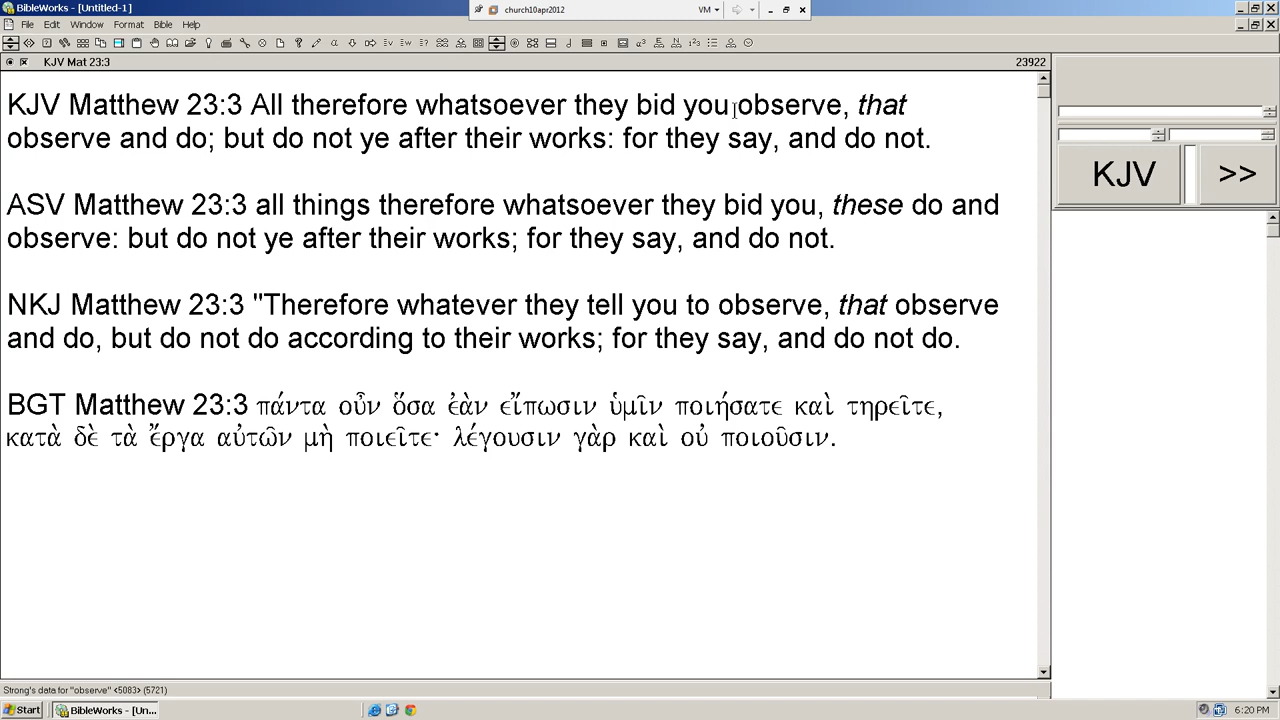 BibleWorks - [Untitled-1]
church10apr2012
VM
File Edit Window Format Bible Help
KJV Mat 23:3
23922
KJV Matthew 23:3 All therefore whatsoever they bid you observe, that
observe and do; but do not ye after their works: for they say, and do not.
ASV Matthew 23:3 all things therefore whatsoever they bid you, these do and
observe: but do not ye after their works; for they say, and do not.
NKJ Matthew 23:3 "Therefore whatever they tell you to observe, that observe
and do, but do not do according to their works; for they say, and do not do.
BGT Matthew 23:3 πάντα οὖν ὅσα ἐὰν εἴπωσιν ὑμῖν ποιήσατε καὶ τηρεῖτε,
κατὰ δὲ τὰ ἔργα αὐτῶν μὴ ποιεῖτε· λέγουσιν γὰρ καὶ οὐ ποιοῦσιν.
KJV >>
Strong's data for "observe" <5083> (5721)
Start
BibleWorks - [Un...
6:20 PM